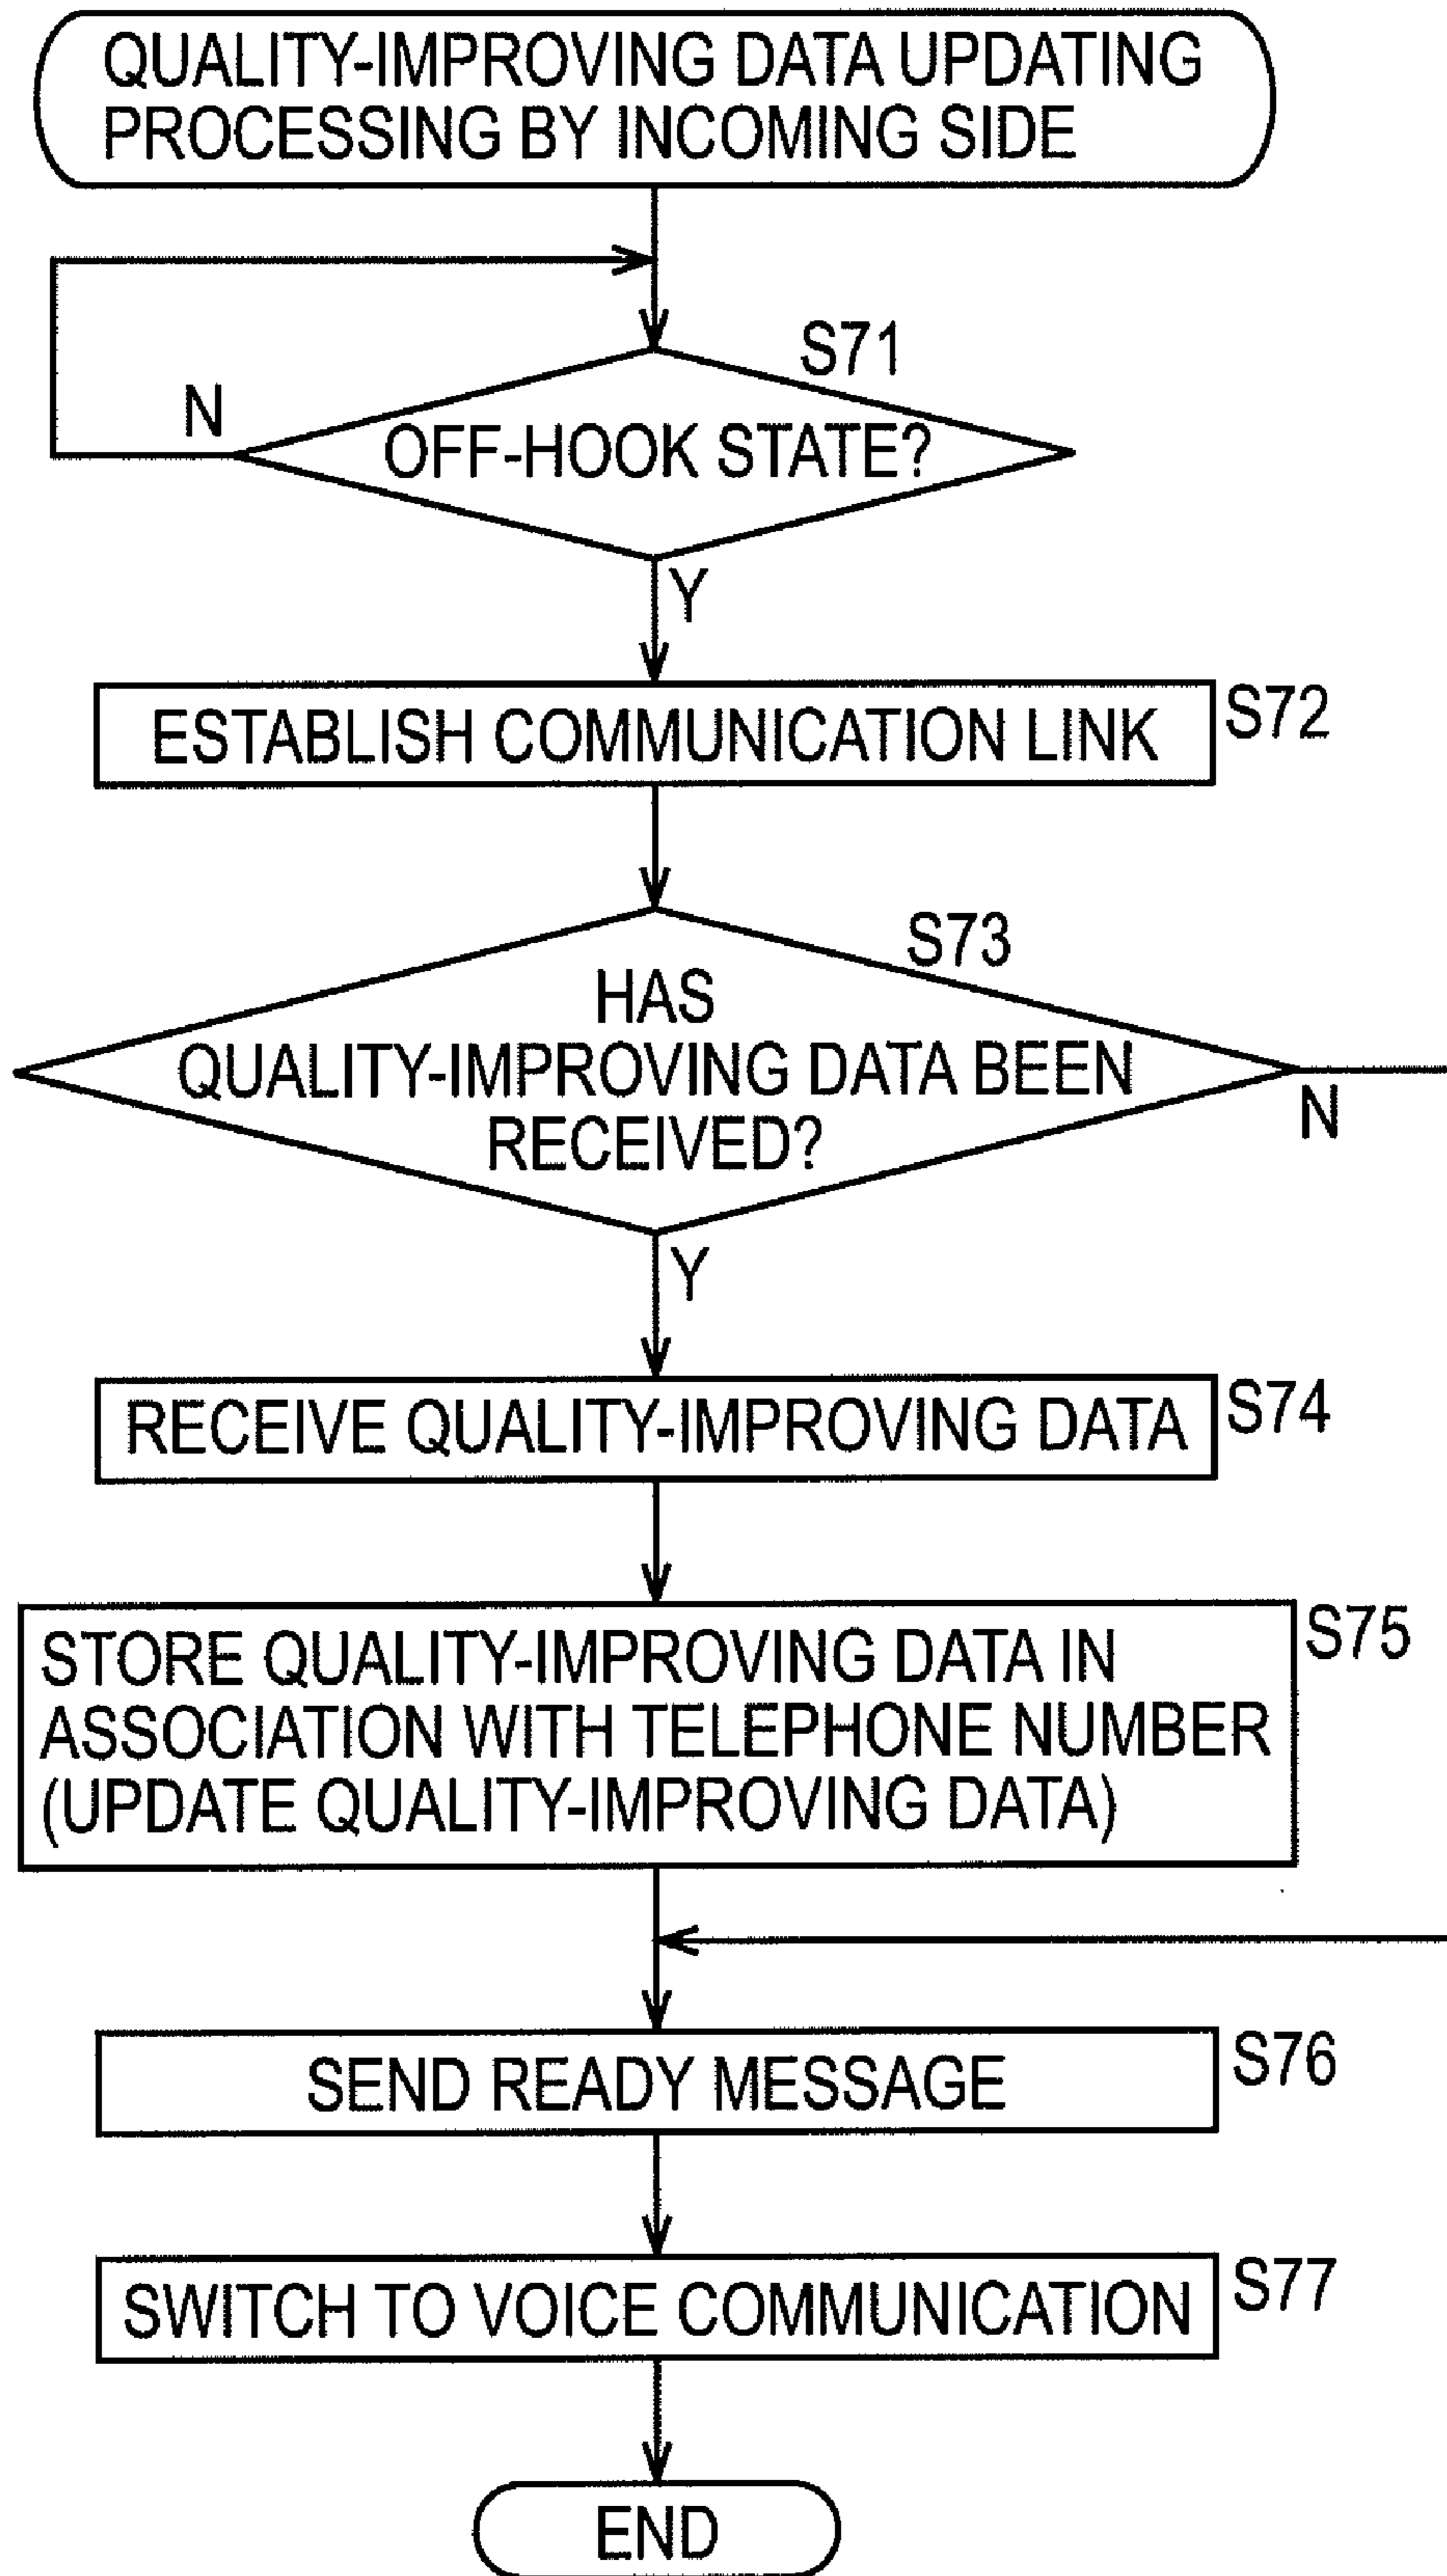 QUALITY-IMPROVING DATA UPDATING
PROCESSING BY INCOMING SIDE
S71
N
OFF-HOOK STATE?
Y
ESTABLISH COMMUNICATION LINK
S72
S73
HAS
QUALITY-IMPROVING DATA BEEN
RECEIVED?
N
Y
RECEIVE QUALITY-IMPROVING DATA
S74
STORE QUALITY-IMPROVING DATA IN
ASSOCIATION WITH TELEPHONE NUMBER
(UPDATE QUALITY-IMPROVING DATA)
S75
SEND READY MESSAGE
S76
SWITCH TO VOICE COMMUNICATION
S77
END